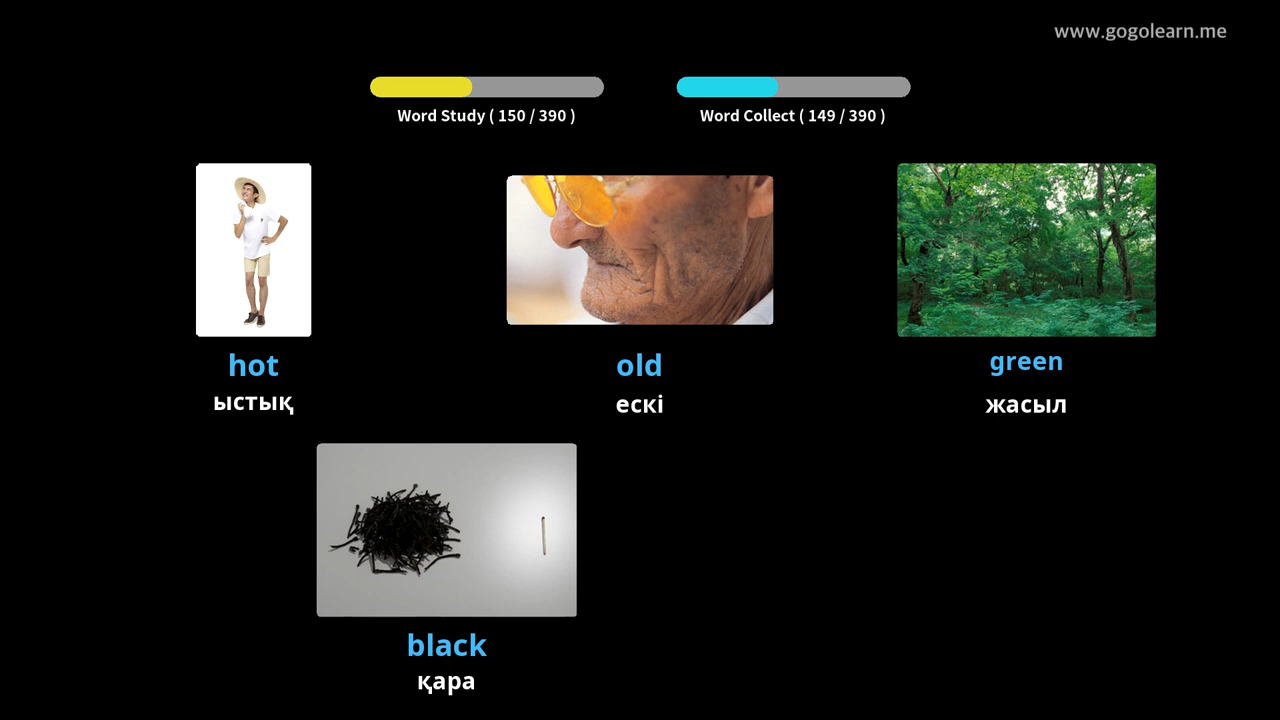 www.gogolearn.me
Word Study ( 150 / 390 )
Word Collect ( 149 / 390 )
hot
ыстық
old
ескі
green
жасыл
black
қара